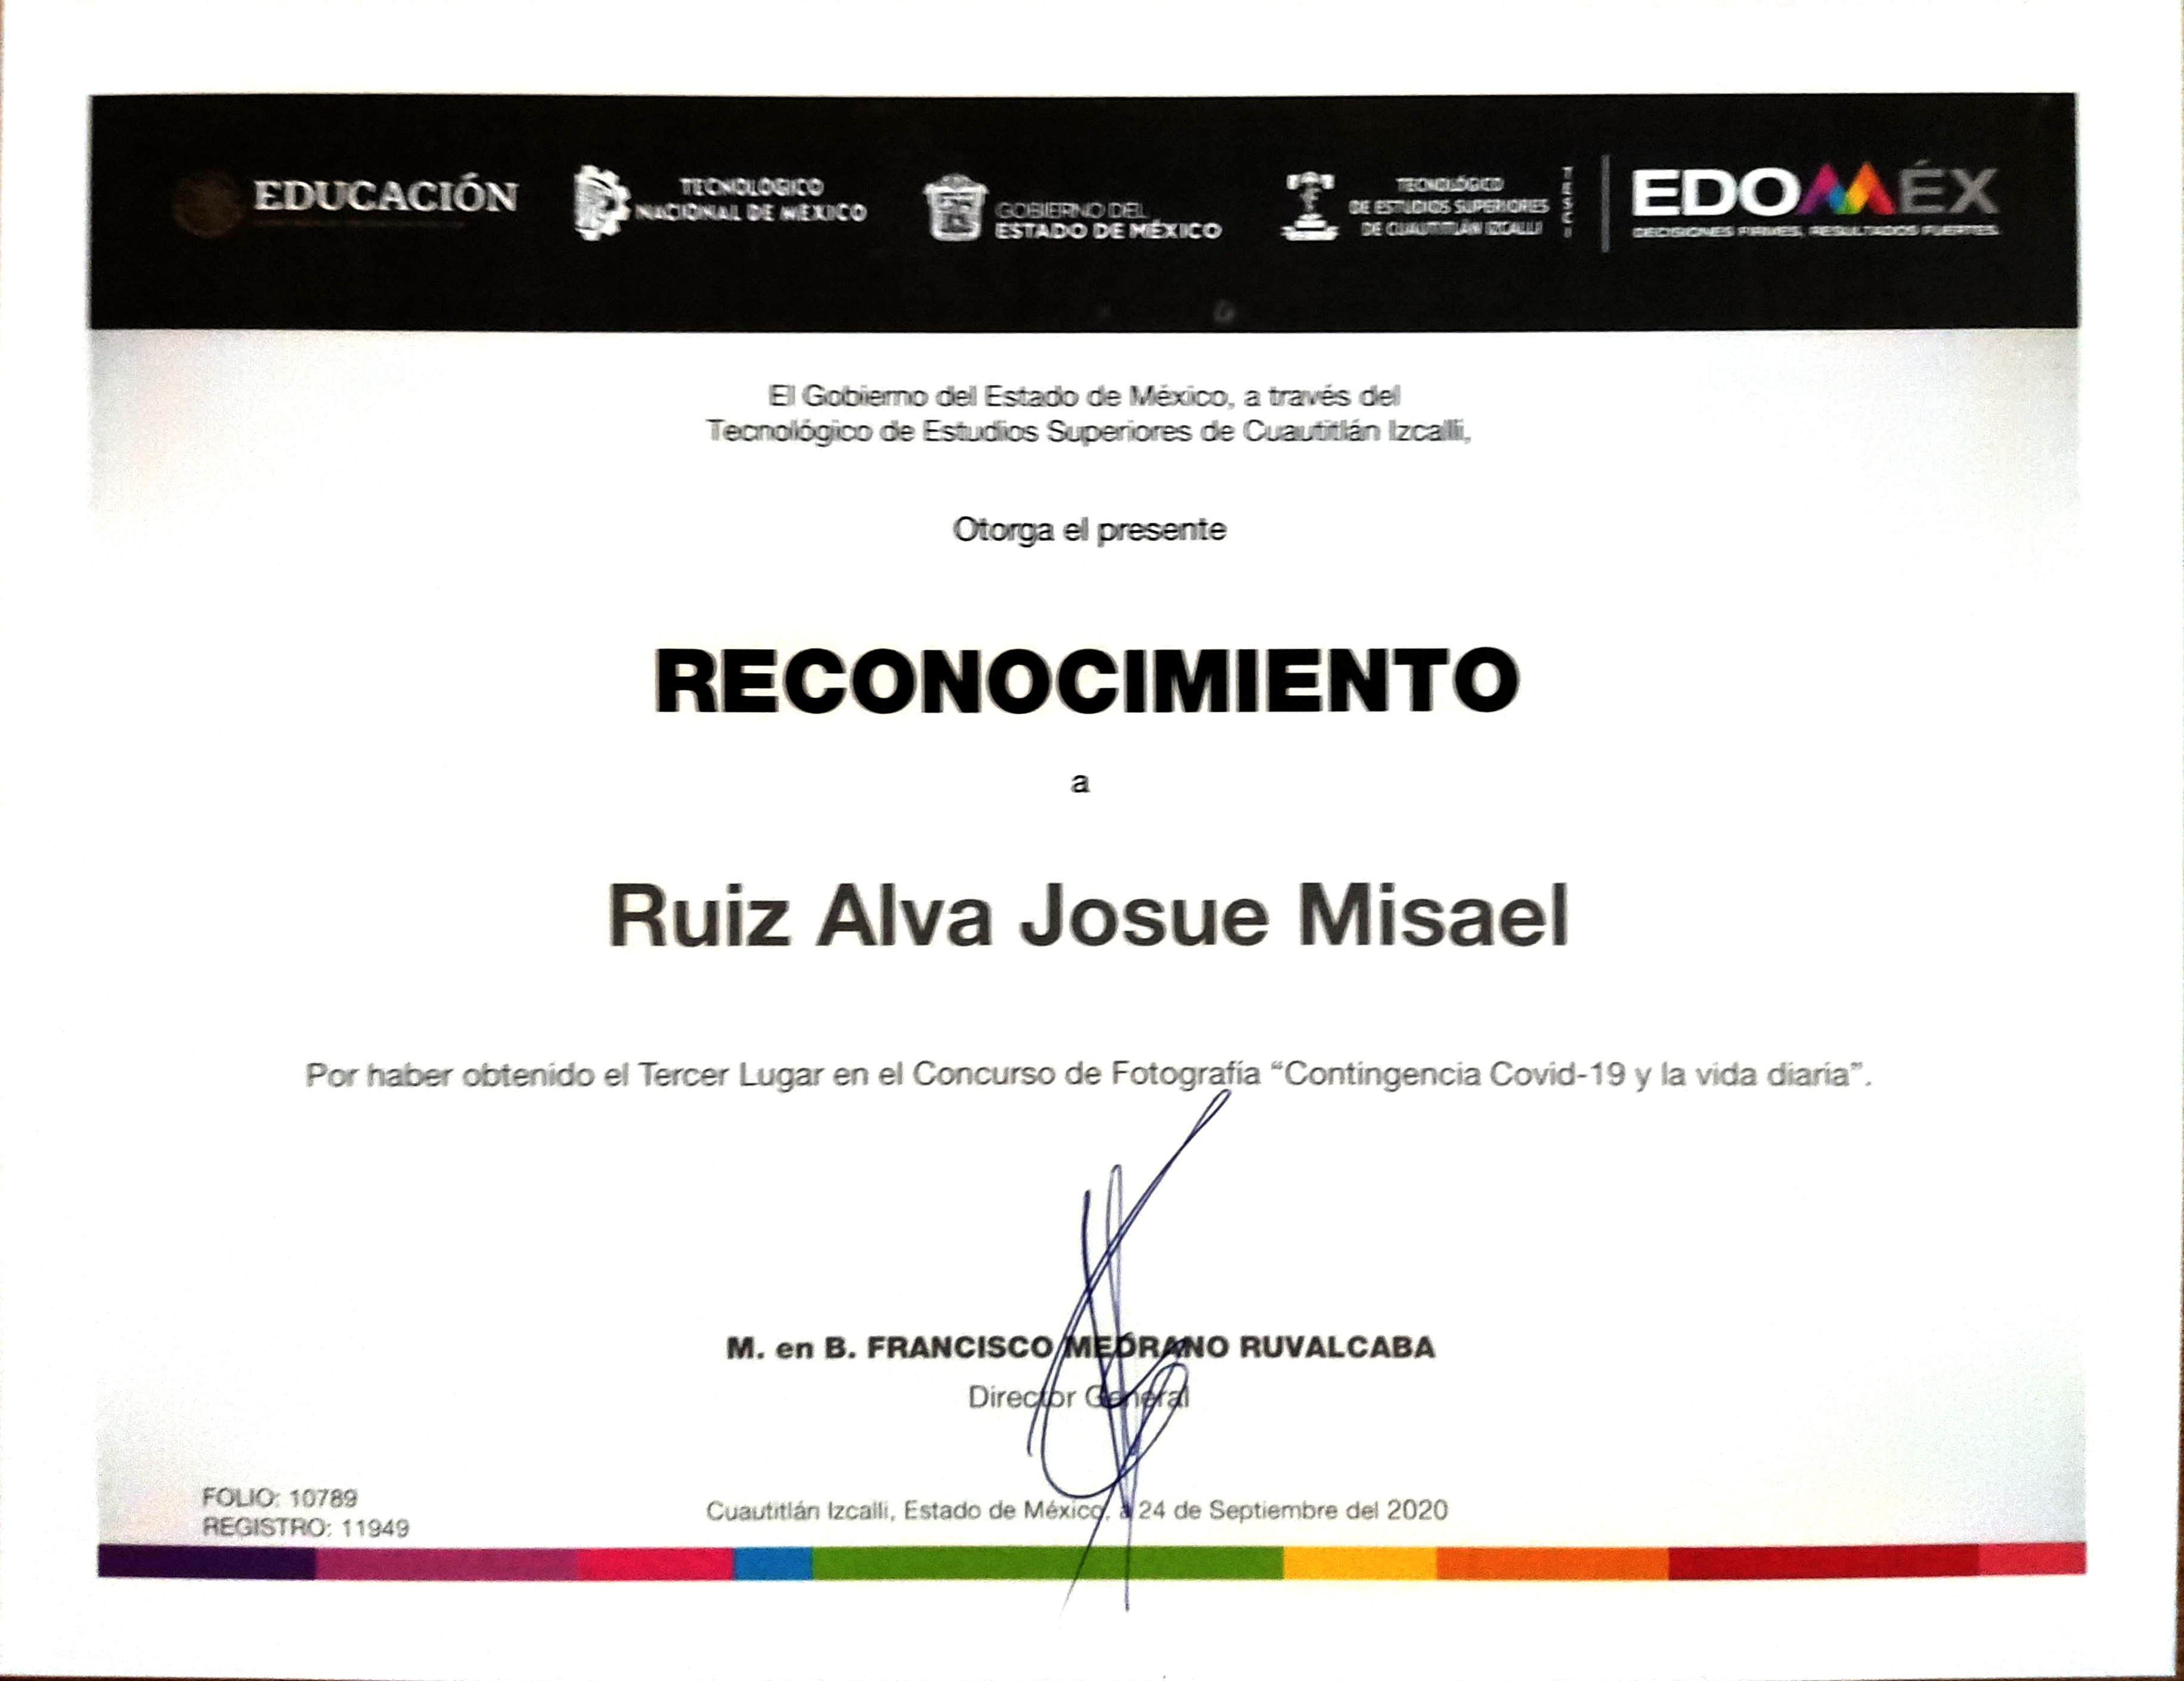 EDUCACIÓN
TECNOLÓGICO
NACIONAL DE MÉXICO
GOBIERNO DEL
ESTADO DE MÉXICO
TECNOLÓGICO
DE ESTUDIOS SUPERIORES
DE CUAUTITLÁN IZCALLI
TESCI
EDOMÉX
DECISIONES FIRMES, RESULTADOS FUERTES.
El Gobierno del Estado de México, a través del
Tecnológico de Estudios Superiores de Cuautitlán Izcalli,
Otorga el presente
RECONOCIMIENTO
a
Ruiz Alva Josue Misael
Por haber obtenido el Tercer Lugar en el Concurso de Fotografía “Contingencia Covid-19 y la vida diaria”.
M. en B. FRANCISCO MEDRANO RUVALCABA
Director General
FOLIO: 10789
REGISTRO: 11949
Cuautitlán Izcalli, Estado de México, a 24 de Septiembre del 2020